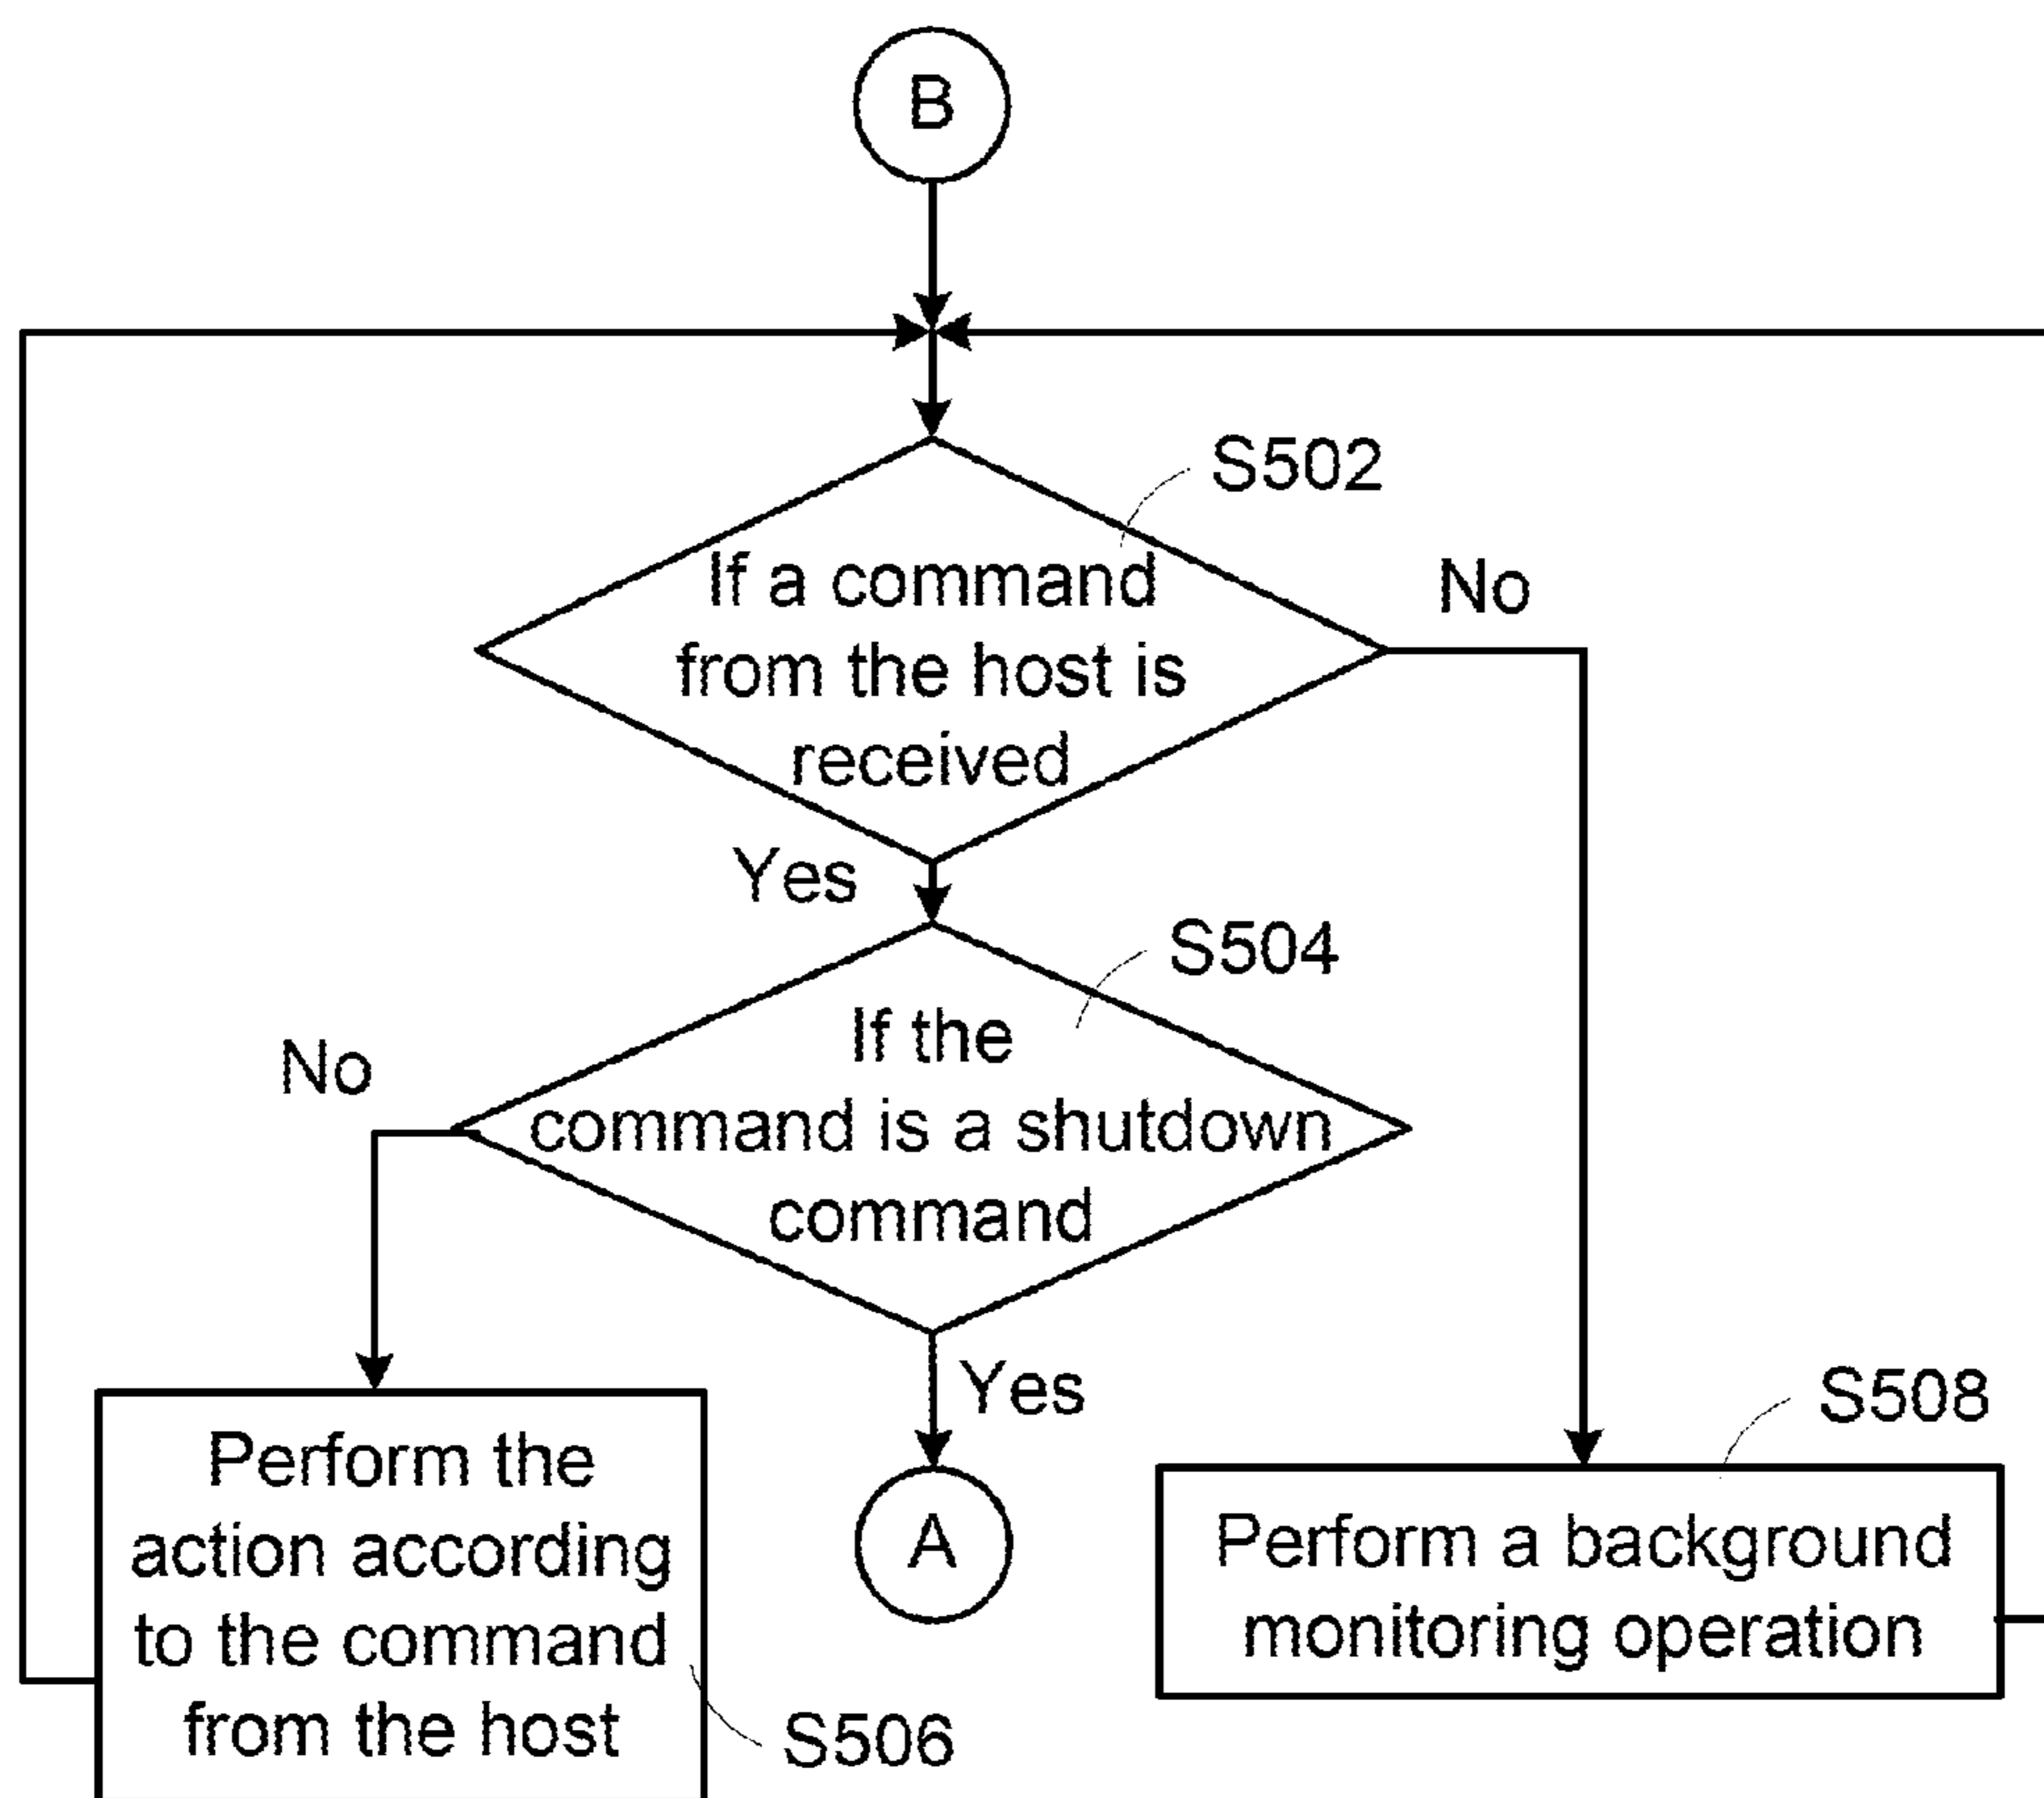 B
S502
If a command
from the host is
received
No
Yes
S504
If the
command is a shutdown
command
No
Yes
S508
Perform the
action according
to the command
from the host
S506
A
Perform a background
monitoring operation